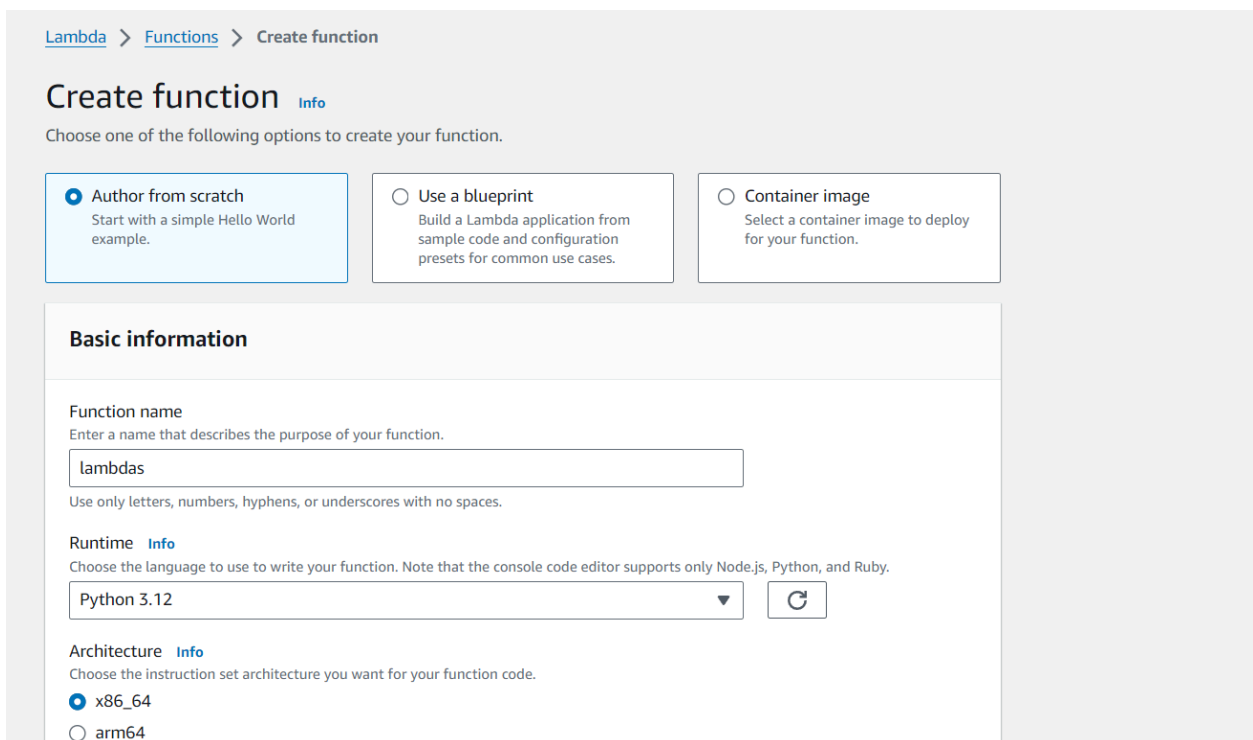 Lambda > Functions > Create function
Create function Info
Choose one of the following options to create your function.
Author from scratch
Start with a simple Hello World
example.
Use a blueprint
Build a Lambda application from
sample code and configuration
presets for common use cases.
Container image
Select a container image to deploy
for your function.
Basic information
Function name
Enter a name that describes the purpose of your function.
lambdas
Use only letters, numbers, hyphens, or underscores with no spaces.
Runtime Info
Choose the language to use to write your function. Note that the console code editor supports only Node.js, Python, and Ruby.
Python 3.12
Architecture Info
Choose the instruction set architecture you want for your function code.
x86_64
arm64